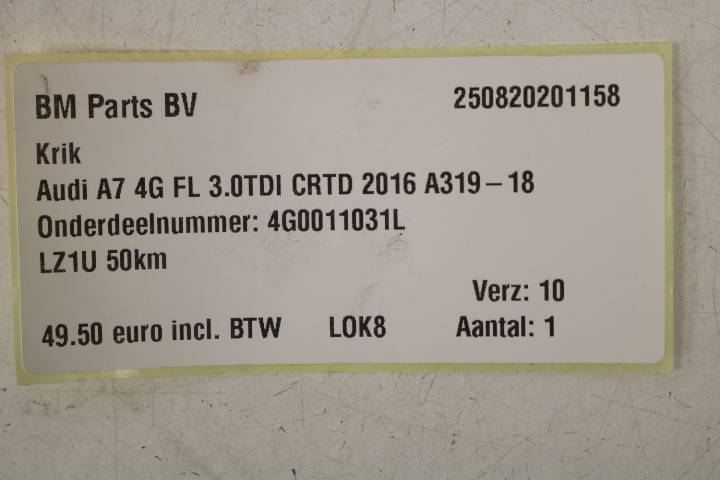 BM Parts BV 250820201158
Krik
Audi A7 4G FL 3.0TDI CRTD 2016 A319-18
Onderdeelnummer: 4G0011031L
LZ1U 50km
Verz: 10
49.50 euro incl. BTW LOK8 Aantal: 1